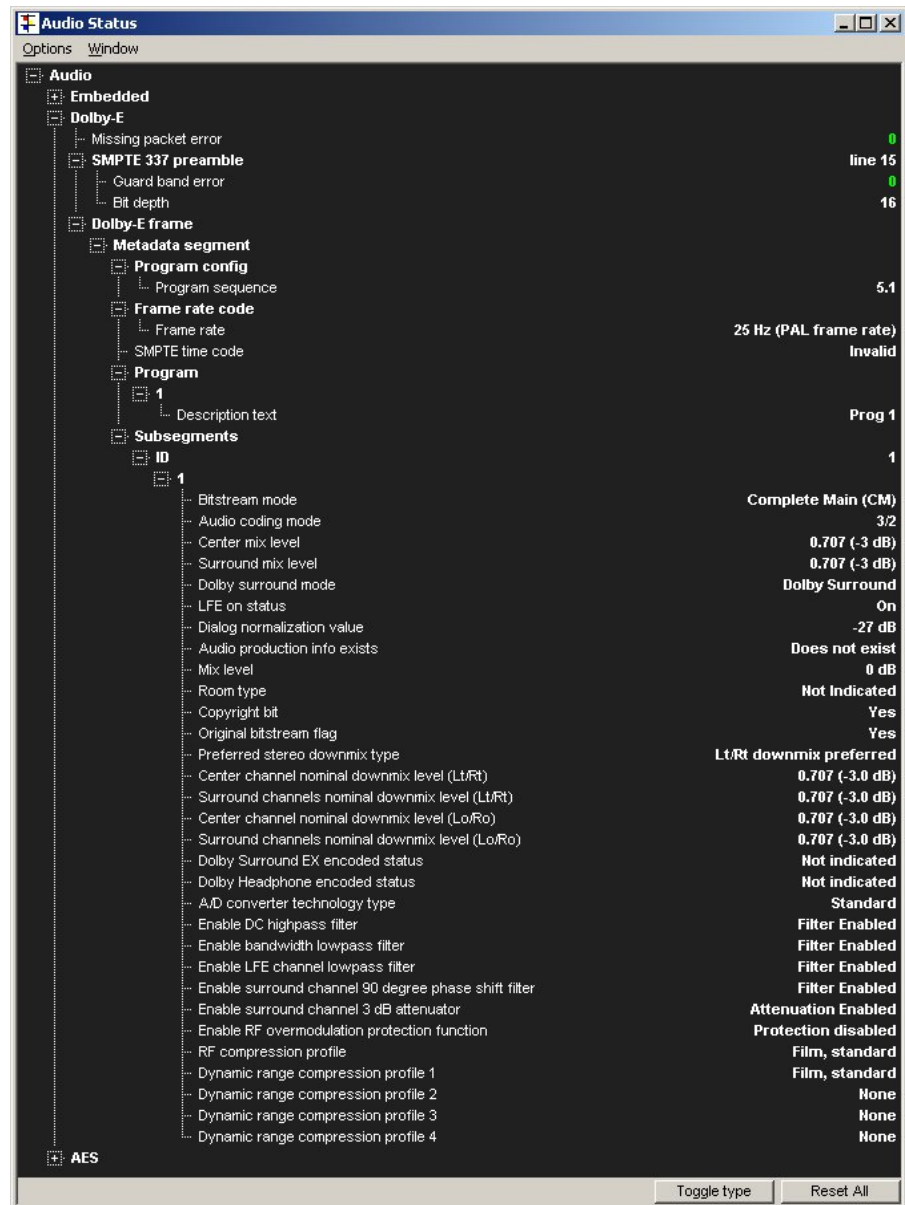 Audio Status
Options Window
Audio
Embedded
Dolby-E
Missing packet error 0
SMPTE 337 preamble line 15
Guard band error 0
Bit depth 16
Dolby-E frame
Metadata segment
Program config
Program sequence 5.1
Frame rate code
Frame rate 25 Hz (PAL frame rate)
SMPTE time code Invalid
Program
1
Description text Prog 1
Subsegments
ID 1
1
Bitstream mode Complete Main (CM)
Audio coding mode 3/2
Center mix level 0.707 (-3 dB)
Surround mix level 0.707 (-3 dB)
Dolby surround mode Dolby Surround
LFE on status On
Dialog normalization value -27 dB
Audio production info exists Does not exist
Mix level 0 dB
Room type Not Indicated
Copyright bit Yes
Original bitstream flag Yes
Preferred stereo downmix type Lt/Rt downmix preferred
Center channel nominal downmix level (Lt/Rt) 0.707 (-3.0 dB)
Surround channels nominal downmix level (Lt/Rt) 0.707 (-3.0 dB)
Center channel nominal downmix level (Lo/Ro) 0.707 (-3.0 dB)
Surround channels nominal downmix level (Lo/Ro) 0.707 (-3.0 dB)
Dolby Surround EX encoded status Not indicated
Dolby Headphone encoded status Not indicated
A/D converter technology type Standard
Enable DC highpass filter Filter Enabled
Enable bandwidth lowpass filter Filter Enabled
Enable LFE channel lowpass filter Filter Enabled
Enable surround channel 90 degree phase shift filter Filter Enabled
Enable surround channel 3 dB attenuator Attenuation Enabled
Enable RF overmodulation protection function Protection disabled
RF compression profile Film, standard
Dynamic range compression profile 1 Film, standard
Dynamic range compression profile 2 None
Dynamic range compression profile 3 None
Dynamic range compression profile 4 None
AES
Toggle type Reset All